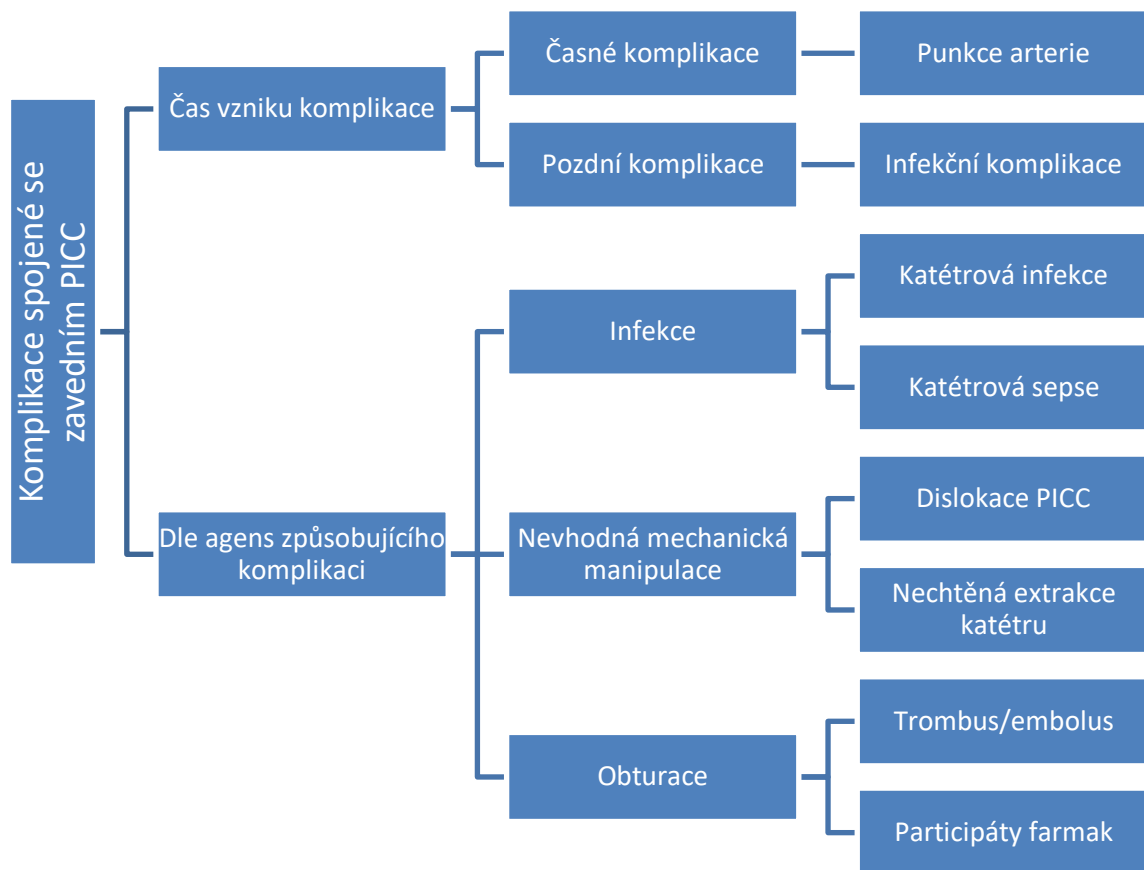 Komplikace spojené se
zavedním PICC
Čas vzniku komplikace
Časné komplikace
Punkce arterie
Pozdní komplikace
Infekční komplikace
Dle agens způsobujícího
komplikaci
Infekce
Katétrová infekce
Katétrová sepse
Nevhodná mechanická
manipulace
Dislokace PICC
Nechtěná extrakce
katétru
Obturace
Trombus/embolus
Participáty farmak